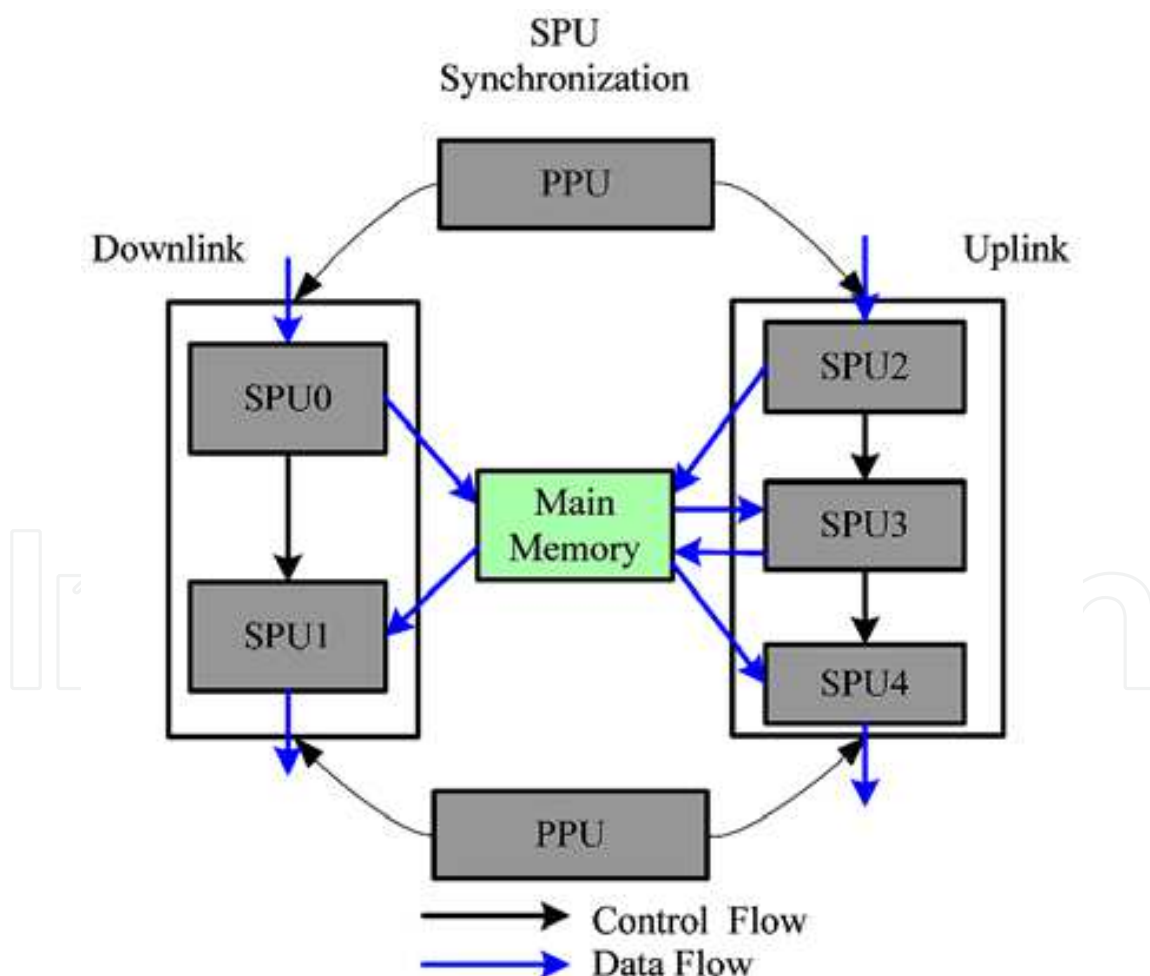 SPU
Synchronization
PPU
Downlink
Uplink
SPU0
SPU2
Main
Memory
SPU3
SPU1
SPU4
PPU
Control Flow
Data Flow